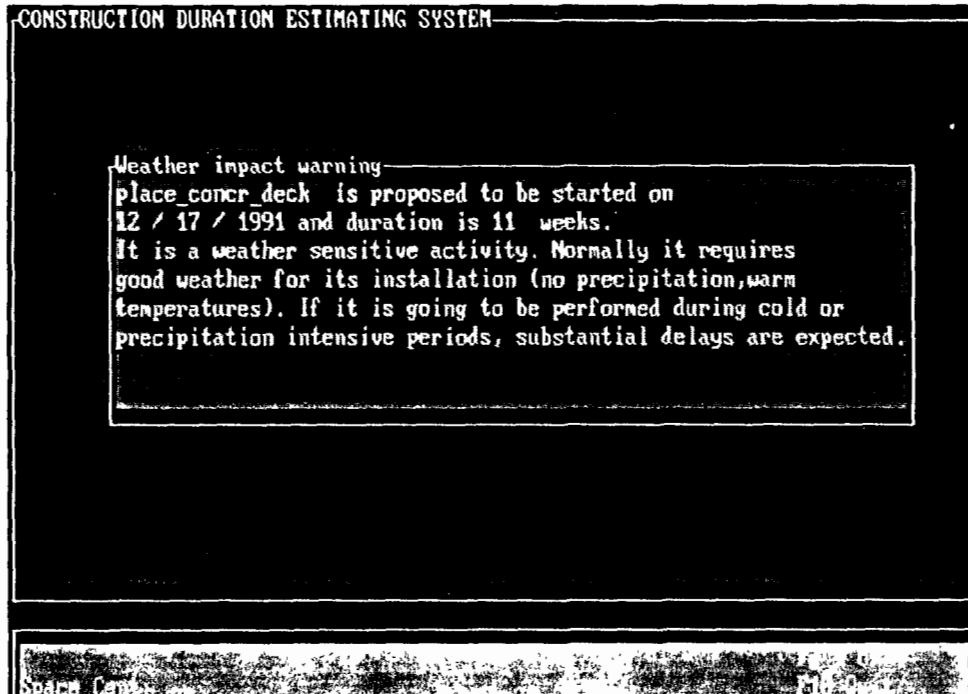 CONSTRUCTION DURATION ESTIMATING SYSTEM
Weather impact warning
place_concr_deck is proposed to be started on
12 / 17 / 1991 and duration is 11 weeks.
It is a weather sensitive activity. Normally it requires
good weather for its installation (no precipitation,warm
temperatures). If it is going to be performed during cold or
precipitation intensive periods, substantial delays are expected.
Space